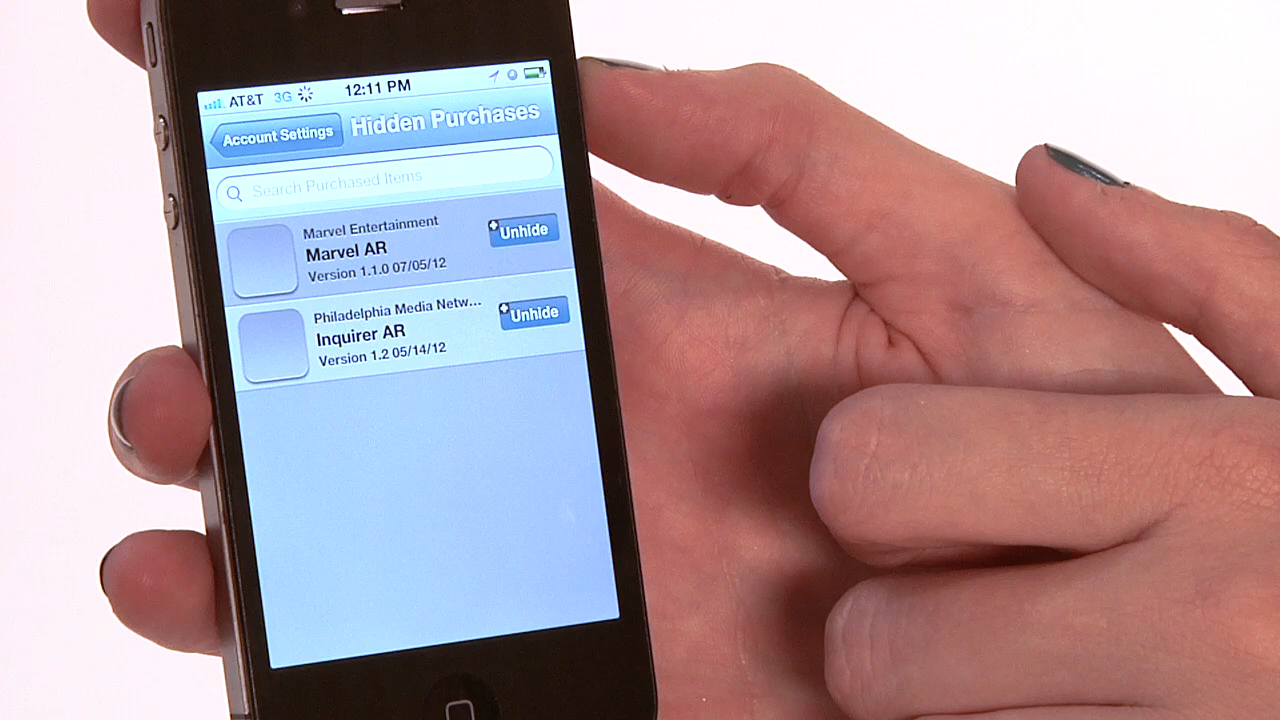 AT&T 3G 12:11 PM
Account Settings Hidden Purchases
Search Purchased Items
Marvel Entertainment
Marvel AR
Version 1.1.0 07/05/12
Unhide
Philadelphia Media Netw...
Inquirer AR
Version 1.2 05/14/12
Unhide